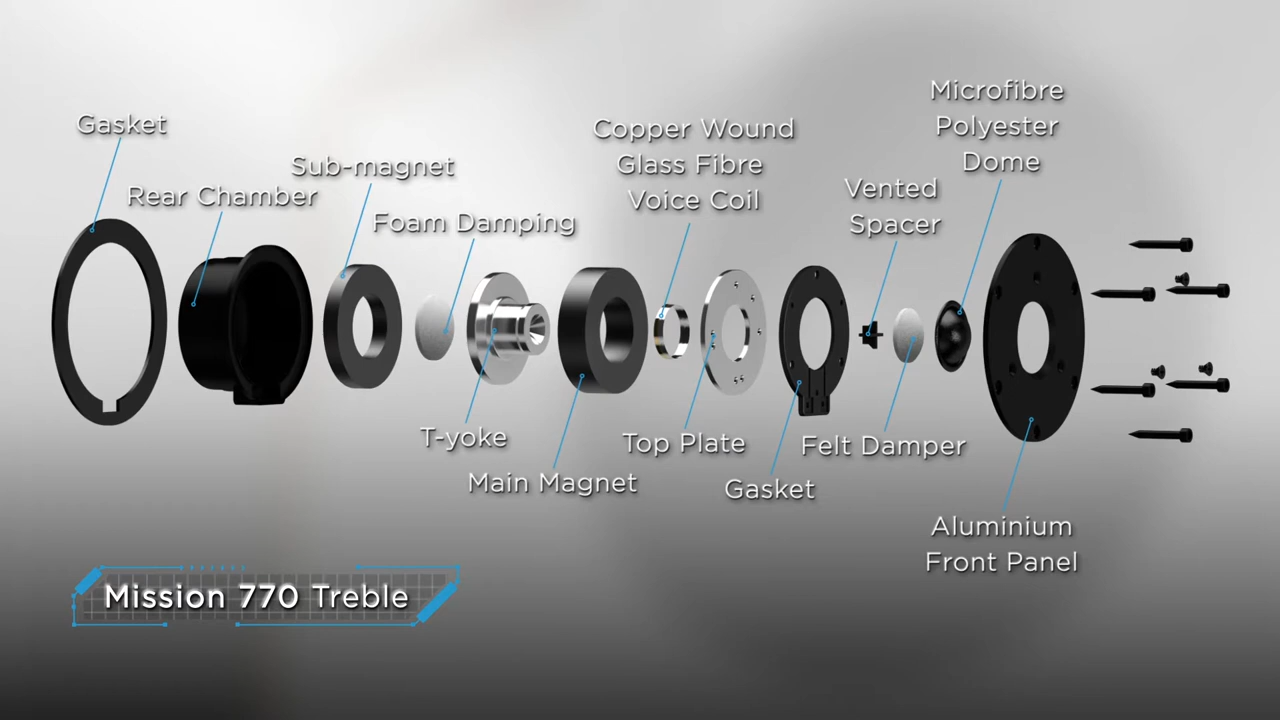 Gasket
Rear Chamber
Sub-magnet
Foam Damping
Copper Wound
Glass Fibre
Voice Coil
Vented
Spacer
Microfibre
Polyester
Dome
T-yoke
Main Magnet
Top Plate
Gasket
Felt Damper
Aluminium
Front Panel
Mission 770 Treble